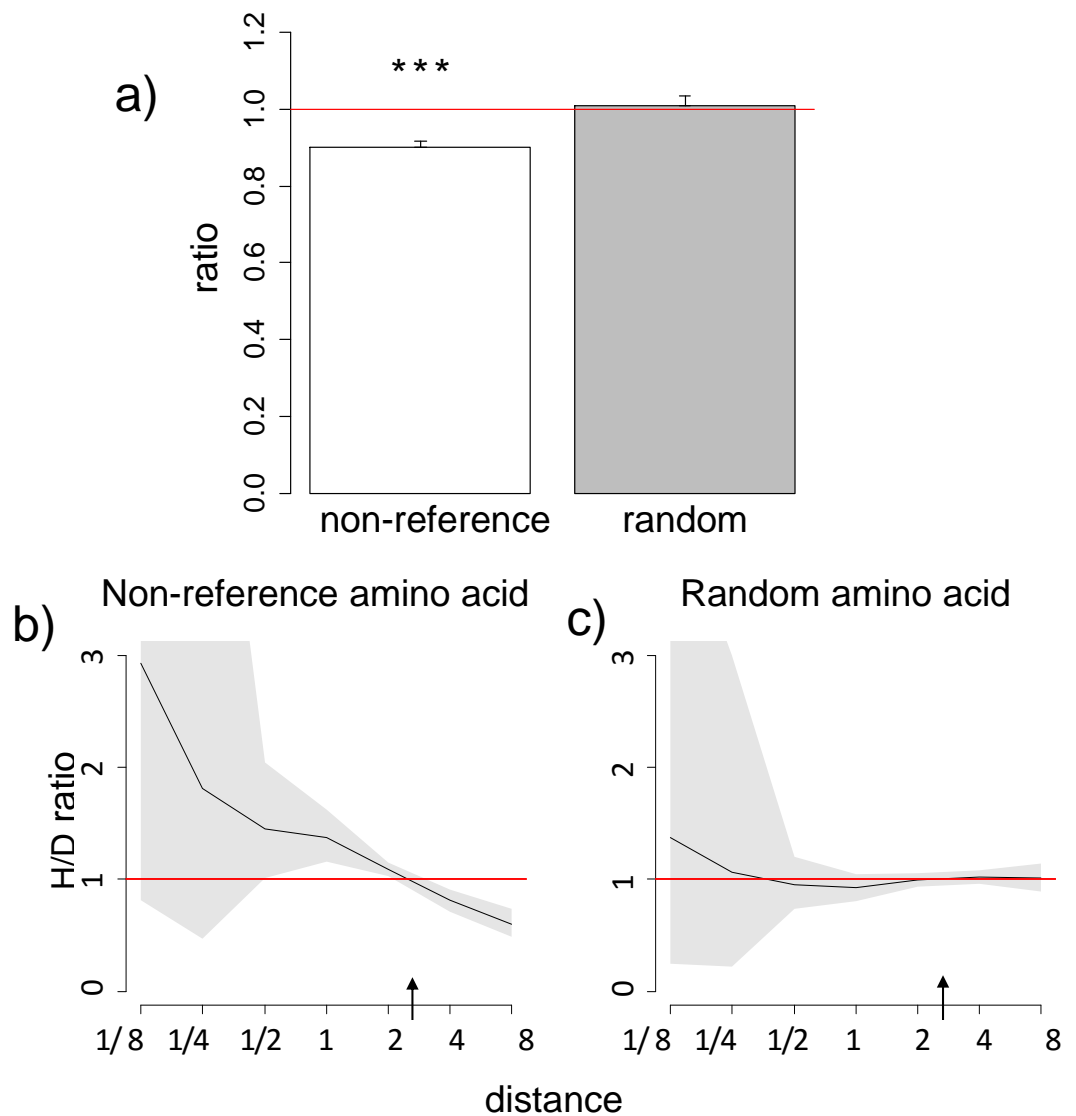 a)
***
ratio
1.2
1.0
0.8
0.6
0.4
0.2
0.0
non-reference random
b) Non-reference amino acid
H/D ratio
3
2
1
0
1/8 1/4 1/2 1 2 4 8
c) Random amino acid
3
2
1
0
1/8 1/4 1/2 1 2 4 8
distance